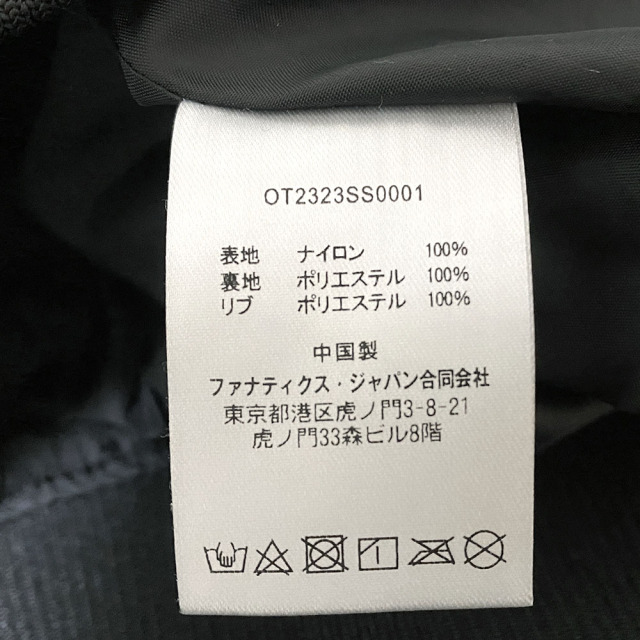 OT2323SS0001
表地 ナイロン 100%
裏地 ポリエステル 100%
リブ ポリエステル 100%
中国製
ファナティクス・ジャパン合同会社
東京都港区虎ノ門3-8-21
虎ノ門33森ビル8階